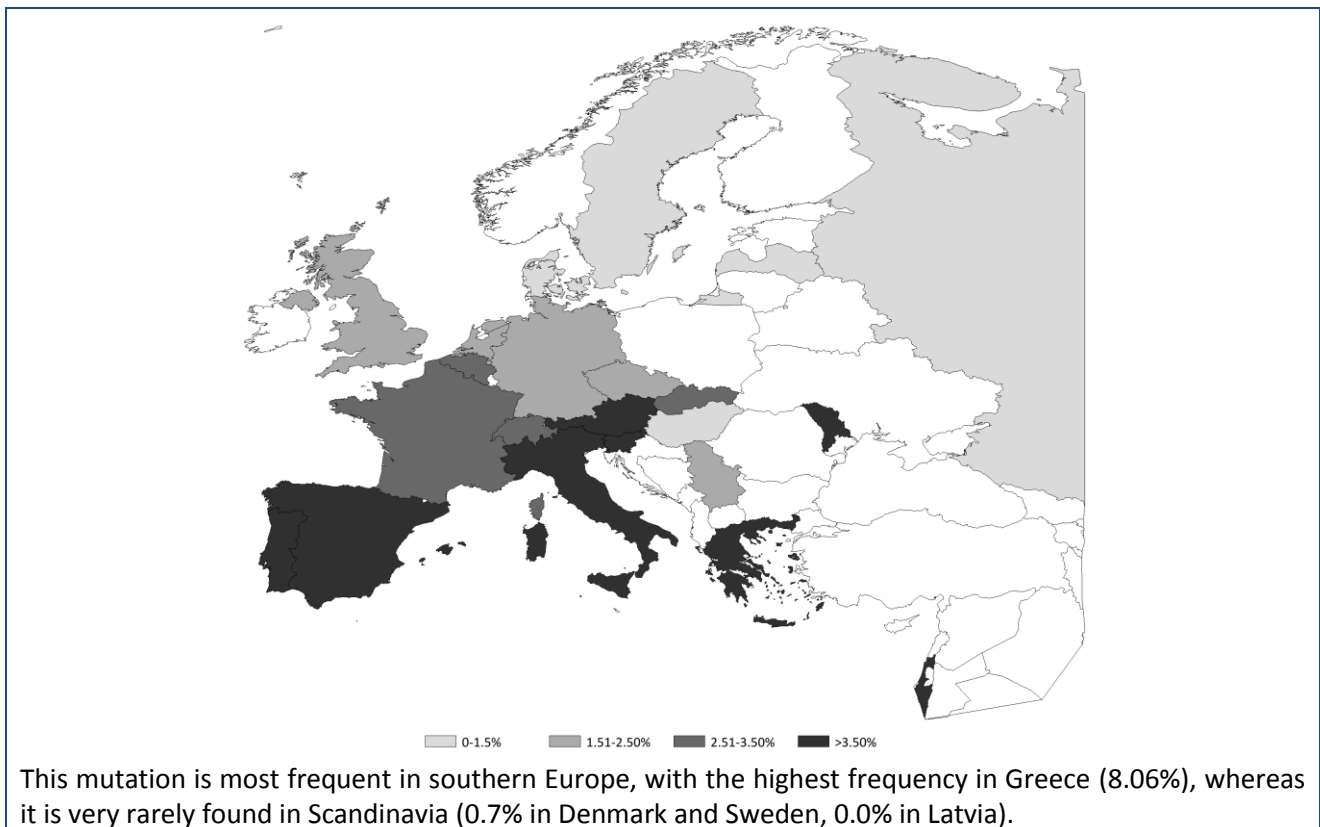 0-1.5% 1.51-2.50% 2.51-3.50% >3.50%
This mutation is most frequent in southern Europe, with the highest frequency in Greece (8.06%), whereas
it is very rarely found in Scandinavia (0.7% in Denmark and Sweden, 0.0% in Latvia).